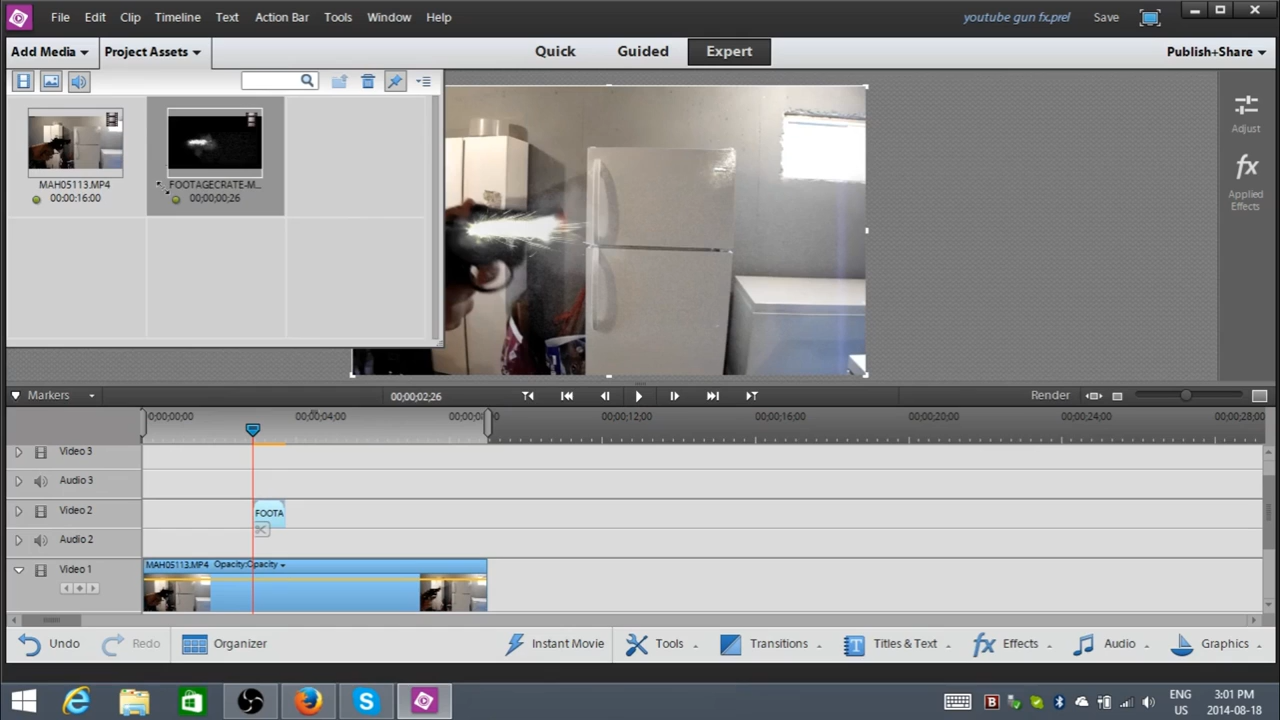 File Edit Clip Timeline Text Action Bar Tools Window Help
youtube gun fx.prel Save
Add Media Project Assets
Quick Guided Expert
Publish+Share
Adjust
fx
Applied
Effects
MAH05113.MP4
00:00:16:00
FOOTAGECRATE-M...
00;00;00;26
Markers
00;00;02;26
Render
00;00;00;00 00;00;04;00 00;00;12;00 00;00;16;00 00;00;20;00 00;00;24;00 00;00;28;00
Video 3
Audio 3
Video 2
FOOTA
Audio 2
Video 1
MAH05113.MP4 Opacity:Opacity
Undo Redo Organizer Instant Movie Tools Transitions T Titles & Text fx Effects Audio Graphics
B
ENG
US
3:01 PM
2014-08-18